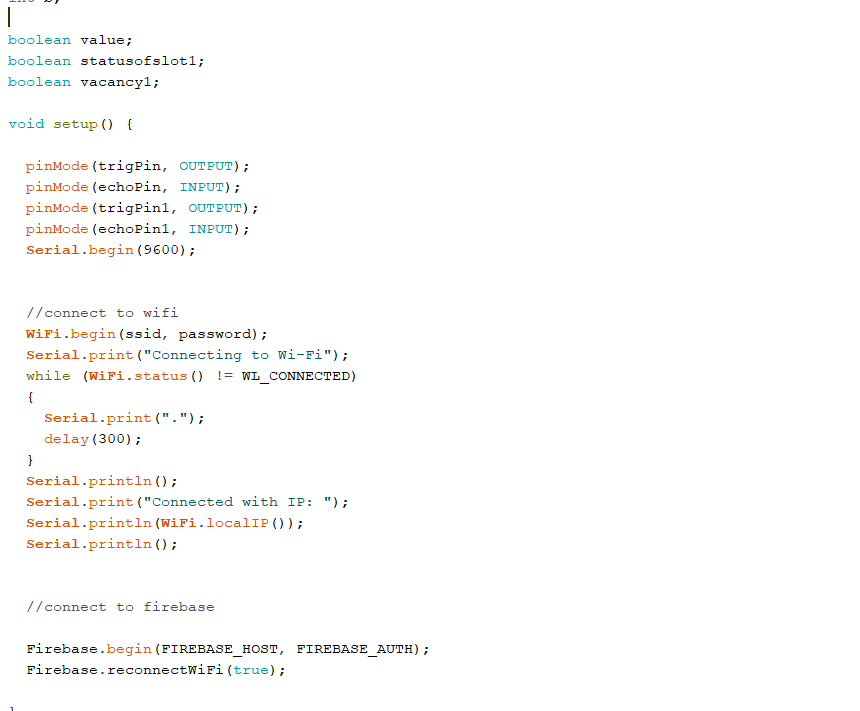 boolean value;
boolean statusofslot1;
boolean vacancy1;
void setup() {
pinMode(trigPin, OUTPUT);
pinMode(echoPin, INPUT);
pinMode(trigPin1, OUTPUT);
pinMode(echoPin1, INPUT);
Serial.begin(9600);
//connect to wifi
WiFi.begin(ssid, password);
Serial.print("Connecting to Wi-Fi");
while (WiFi.status() != WL_CONNECTED)
{
Serial.print(".");
delay(300);
}
Serial.println();
Serial.print("Connected with IP: ");
Serial.println(WiFi.localIP());
Serial.println();
//connect to firebase
Firebase.begin(FIREBASE_HOST, FIREBASE_AUTH);
Firebase.reconnectWiFi(true);